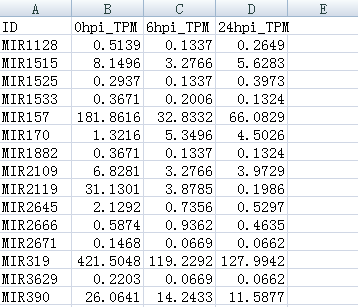 A B C D E
ID 0hpi_TPM 6hpi_TPM 24hpi_TPM
MIR1128 0.5139 0.1337 0.2649
MIR1515 8.1496 3.2766 5.6283
MIR1525 0.2937 0.1337 0.3973
MIR1533 0.3671 0.2006 0.1324
MIR157 181.8616 32.8332 66.0829
MIR170 1.3216 5.3496 4.5026
MIR1882 0.3671 0.1337 0.1324
MIR2109 6.8281 3.2766 3.9729
MIR2119 31.1301 3.8785 0.1986
MIR2645 2.1292 0.7356 0.5297
MIR2666 0.5874 0.9362 0.4635
MIR2671 0.1468 0.0669 0.0662
MIR319 421.5048 119.2292 127.9942
MIR3629 0.2203 0.0669 0.0662
MIR390 26.0641 14.2433 11.5877